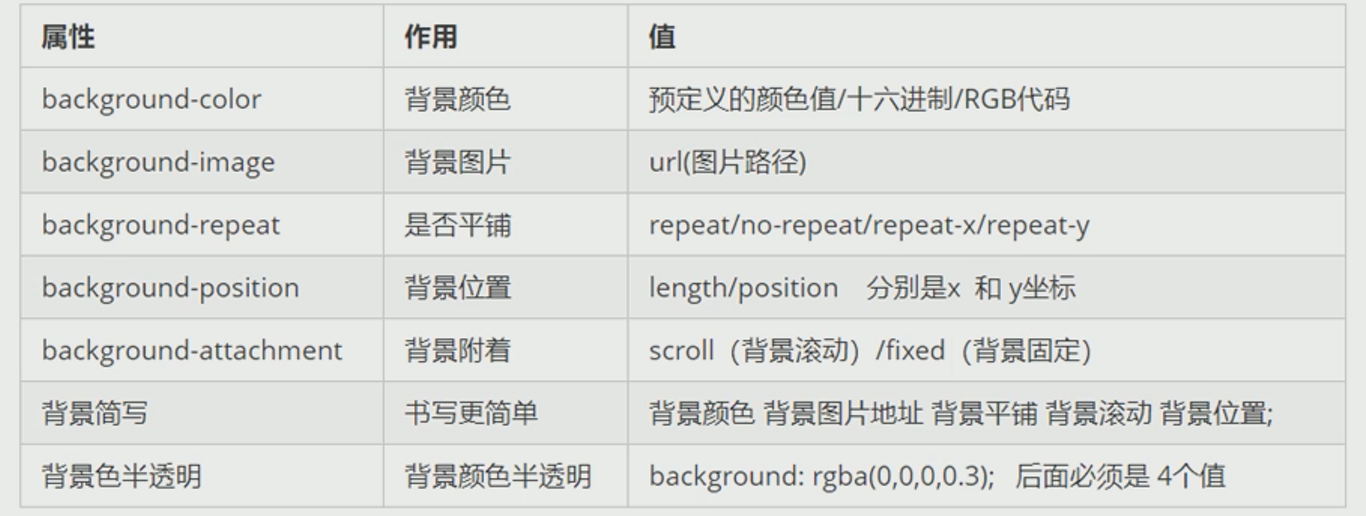 属性 作用 值
background-color 背景颜色 预定义的颜色值/十六进制/RGB代码
background-image 背景图片 url(图片路径)
background-repeat 是否平铺 repeat/no-repeat/repeat-x/repeat-y
background-position 背景位置 length/position 分别是x 和 y坐标
background-attachment 背景附着 scroll（背景滚动）/fixed（背景固定）
背景简写 书写更简单 背景颜色 背景图片地址 背景平铺 背景滚动 背景位置;
背景色半透明 背景颜色半透明 background: rgba(0,0,0,0.3); 后面必须是 4个值